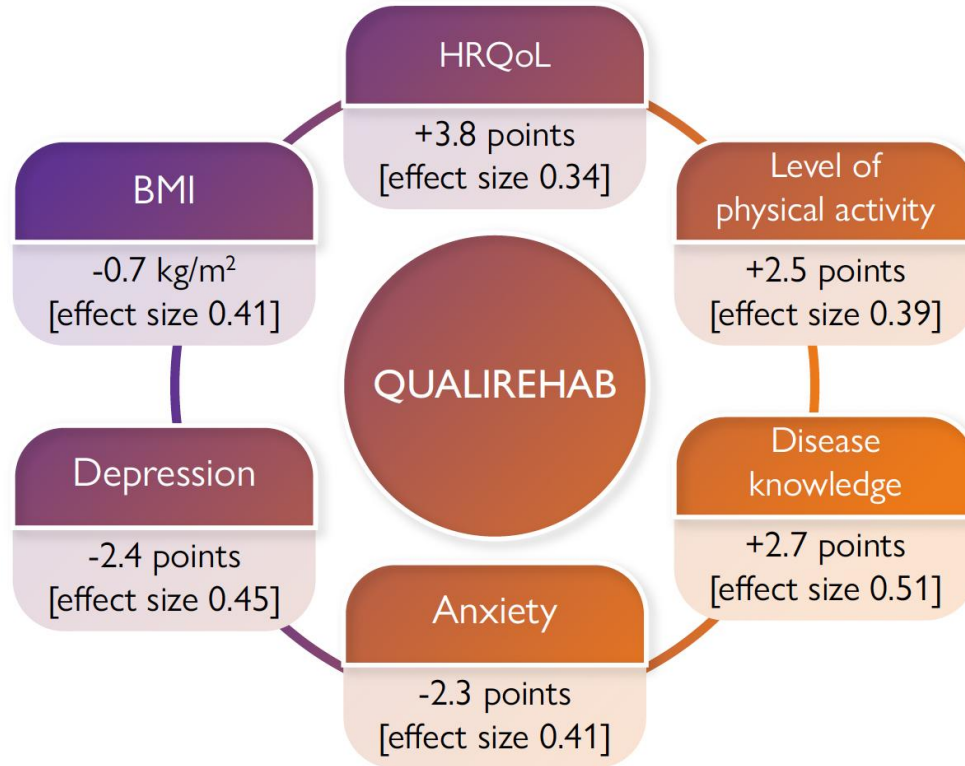 HRQoL
+3.8 points
[effect size 0.34]
Level of
physical activity
+2.5 points
[effect size 0.39]
Disease
knowledge
+2.7 points
[effect size 0.51]
Anxiety
-2.3 points
[effect size 0.41]
Depression
-2.4 points
[effect size 0.45]
BMI
-0.7 kg/m²
[effect size 0.41]
QUALIREHAB